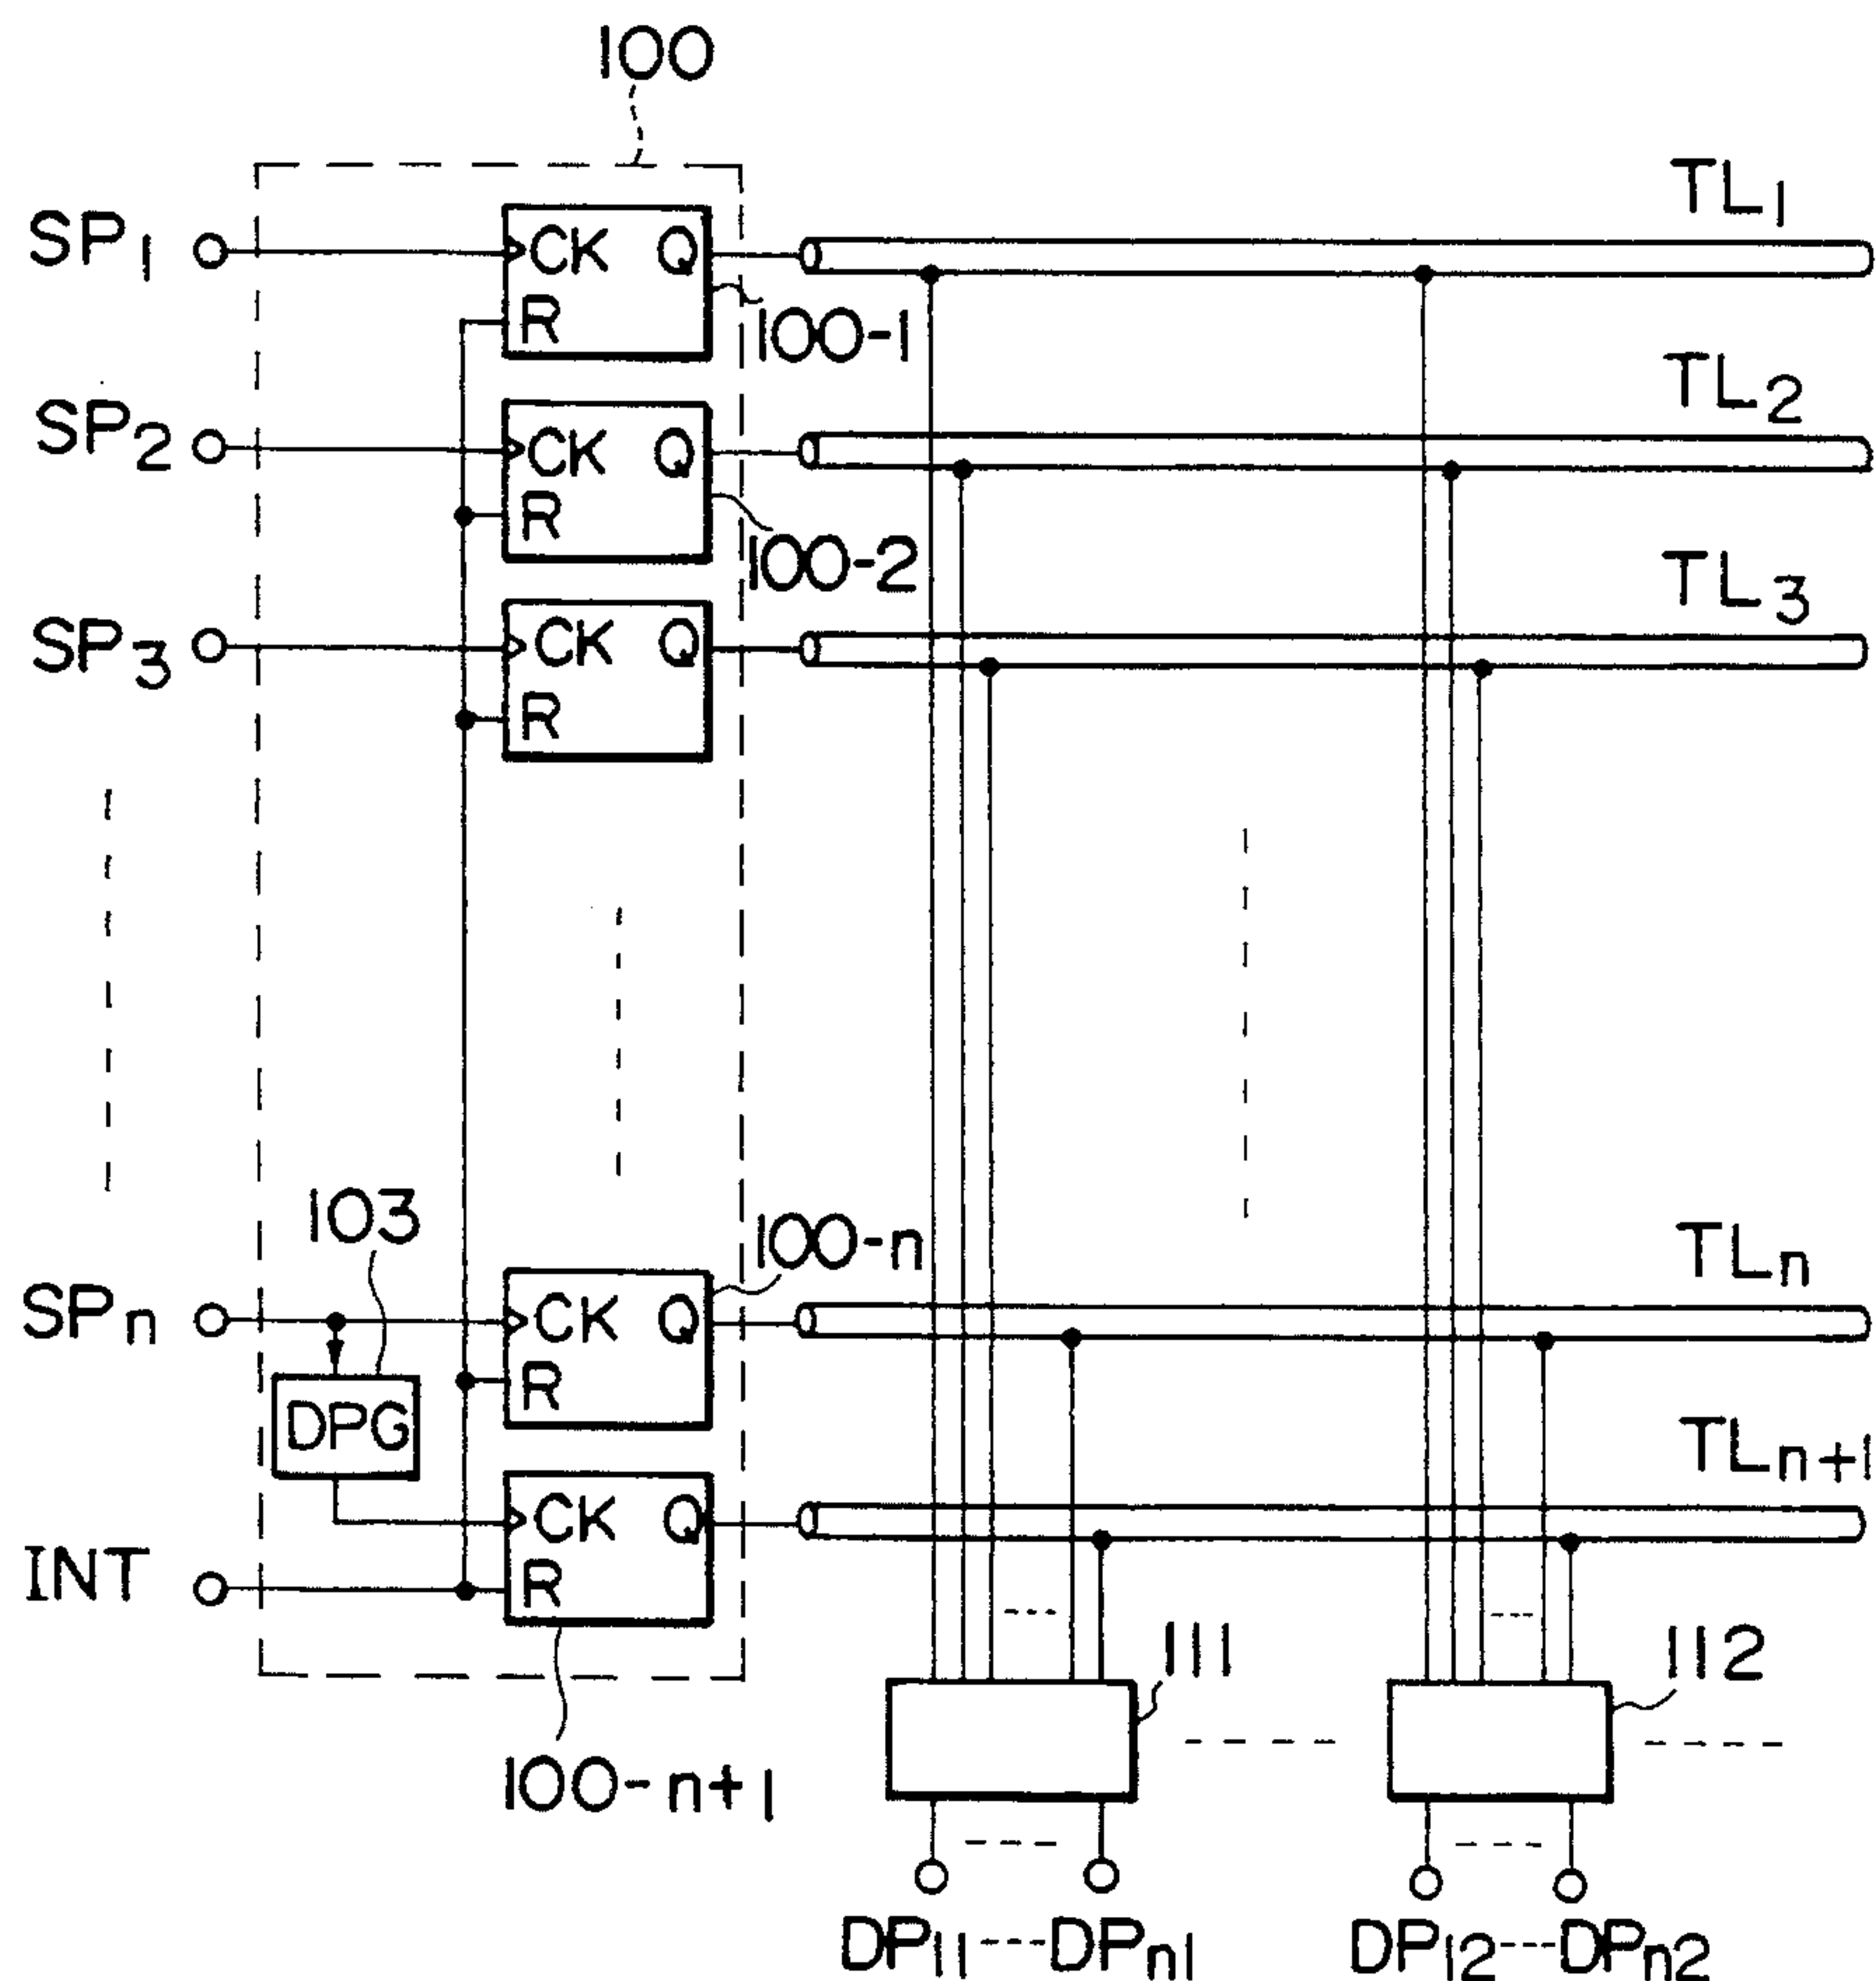 100
SP1
CK Q
R
100-1
TL1
SP2
CK Q
R
100-2
TL2
SP3
CK Q
R
TL3
103
SPn
CK Q
R
100-n
TLn
DPG
INT
CK Q
R
100-n+1
TLn+1
111
112
DP11 --- DPn1
DP12 --- DPn2